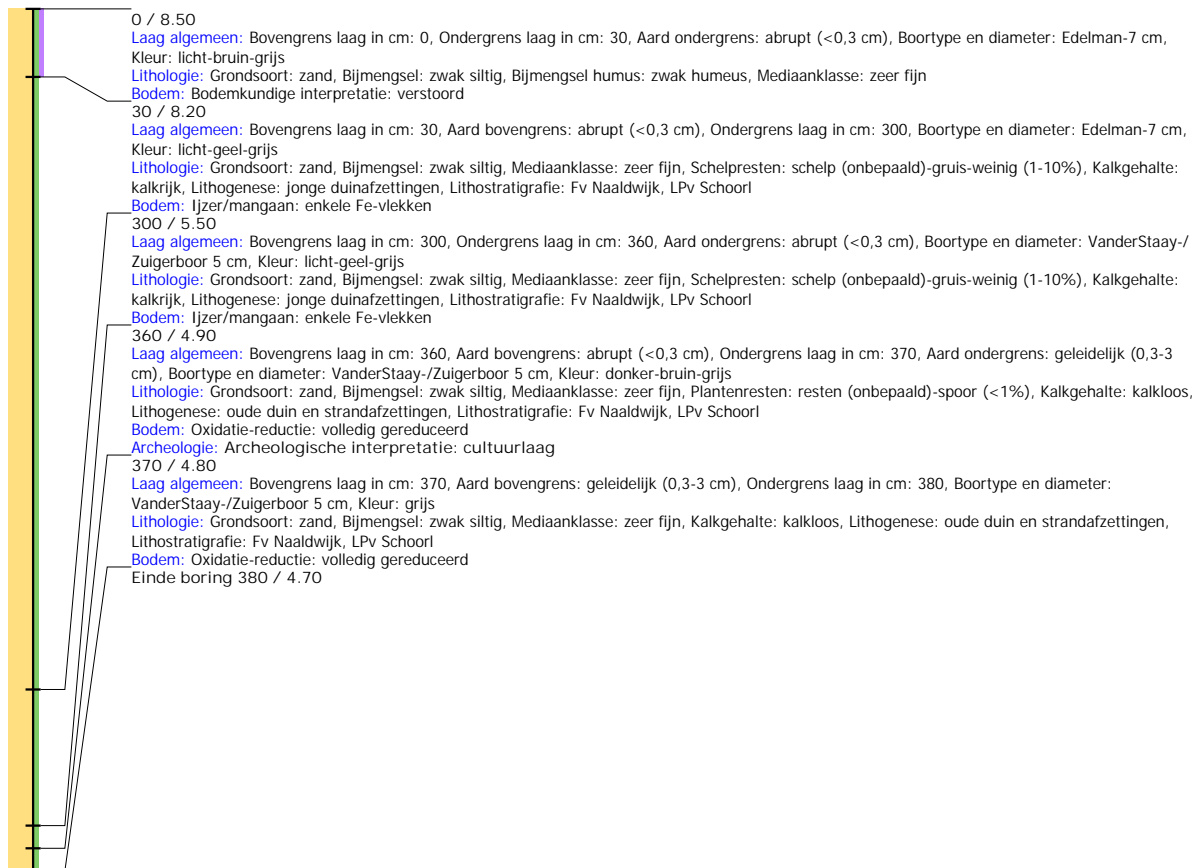 0 / 8.50
Laag algemeen: Bovengrens laag in cm: 0, Ondergrens laag in cm: 30, Aard ondergrens: abrupt (<0,3 cm), Boortype en diameter: Edelman-7 cm,
Kleur: licht-bruin-grijs
Lithologie: Grondsoort: zand, Bijmengsel: zwak siltig, Bijmengsel humus: zwak humeus, Mediaanklasse: zeer fijn
Bodem: Bodemkundige interpretatie: verstoord
30 / 8.20
Laag algemeen: Bovengrens laag in cm: 30, Aard bovengrens: abrupt (<0,3 cm), Ondergrens laag in cm: 300, Boortype en diameter: Edelman-7 cm,
Kleur: licht-geel-grijs
Lithologie: Grondsoort: zand, Bijmengsel: zwak siltig, Mediaanklasse: zeer fijn, Schelpresten: schelp (onbepaald)-gruis-weinig (1-10%), Kalkgehalte:
kalkrijk, Lithogenese: jonge duinafzettingen, Lithostratigrafie: Fv Naaldwijk, LPv Schoorl
Bodem: Ijzer/mangaan: enkele Fe-vlekken
300 / 5.50
Laag algemeen: Bovengrens laag in cm: 300, Ondergrens laag in cm: 360, Aard ondergrens: abrupt (<0,3 cm), Boortype en diameter: VanderStaay-/
Zuigerboor 5 cm, Kleur: licht-geel-grijs
Lithologie: Grondsoort: zand, Bijmengsel: zwak siltig, Mediaanklasse: zeer fijn, Schelpresten: schelp (onbepaald)-gruis-weinig (1-10%), Kalkgehalte:
kalkrijk, Lithogenese: jonge duinafzettingen, Lithostratigrafie: Fv Naaldwijk, LPv Schoorl
Bodem: Ijzer/mangaan: enkele Fe-vlekken
360 / 4.90
Laag algemeen: Bovengrens laag in cm: 360, Aard bovengrens: abrupt (<0,3 cm), Ondergrens laag in cm: 370, Aard ondergrens: geleidelijk (0,3-3
cm), Boortype en diameter: VanderStaay-/Zuigerboor 5 cm, Kleur: donker-bruin-grijs
Lithologie: Grondsoort: zand, Bijmengsel: zwak siltig, Mediaanklasse: zeer fijn, Plantenresten: resten (onbepaald)-spoor (<1%), Kalkgehalte: kalkloos,
Lithogenese: oude duin en strandafzettingen, Lithostratigrafie: Fv Naaldwijk, LPv Schoorl
Bodem: Oxidatie-reductie: volledig gereduceerd
Archeologie: Archeologische interpretatie: cultuurlaag
370 / 4.80
Laag algemeen: Bovengrens laag in cm: 370, Aard bovengrens: geleidelijk (0,3-3 cm), Ondergrens laag in cm: 380, Boortype en diameter:
VanderStaay-/Zuigerboor 5 cm, Kleur: grijs
Lithologie: Grondsoort: zand, Bijmengsel: zwak siltig, Mediaanklasse: zeer fijn, Kalkgehalte: kalkloos, Lithogenese: oude duin en strandafzettingen,
Lithostratigrafie: Fv Naaldwijk, LPv Schoorl
Bodem: Oxidatie-reductie: volledig gereduceerd
Einde boring 380 / 4.70